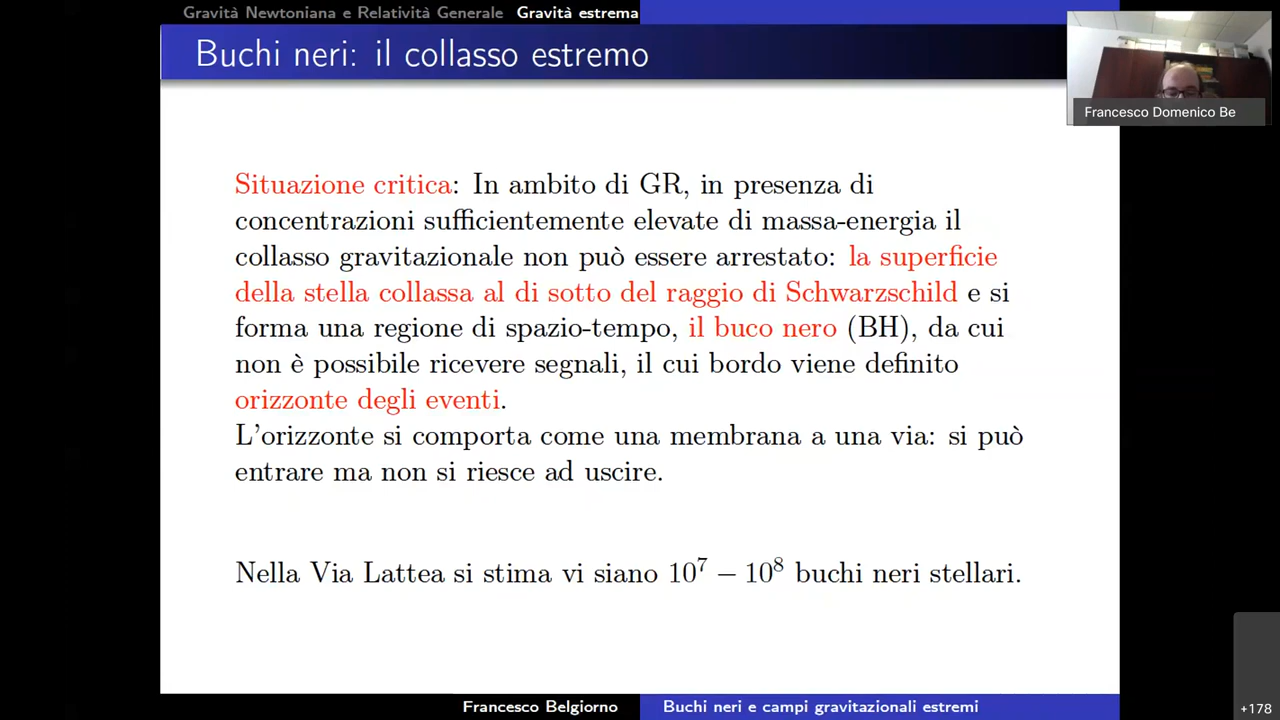 Gravità Newtoniana e Relatività Generale Gravità estrema
Buchi neri: il collasso estremo
Francesco Domenico Be
Situazione critica: In ambito di GR, in presenza di
concentrazioni sufficientemente elevate di massa-energia il
collasso gravitazionale non può essere arrestato: la superficie
della stella collassa al di sotto del raggio di Schwarzschild e si
forma una regione di spazio-tempo, il buco nero (BH), da cui
non è possibile ricevere segnali, il cui bordo viene definito
orizzonte degli eventi.
L'orizzonte si comporta come una membrana a una via: si può
entrare ma non si riesce ad uscire.
Nella Via Lattea si stima vi siano 10⁷ − 10⁸ buchi neri stellari.
Francesco Belgiorno Buchi neri e campi gravitazionali estremi
+178